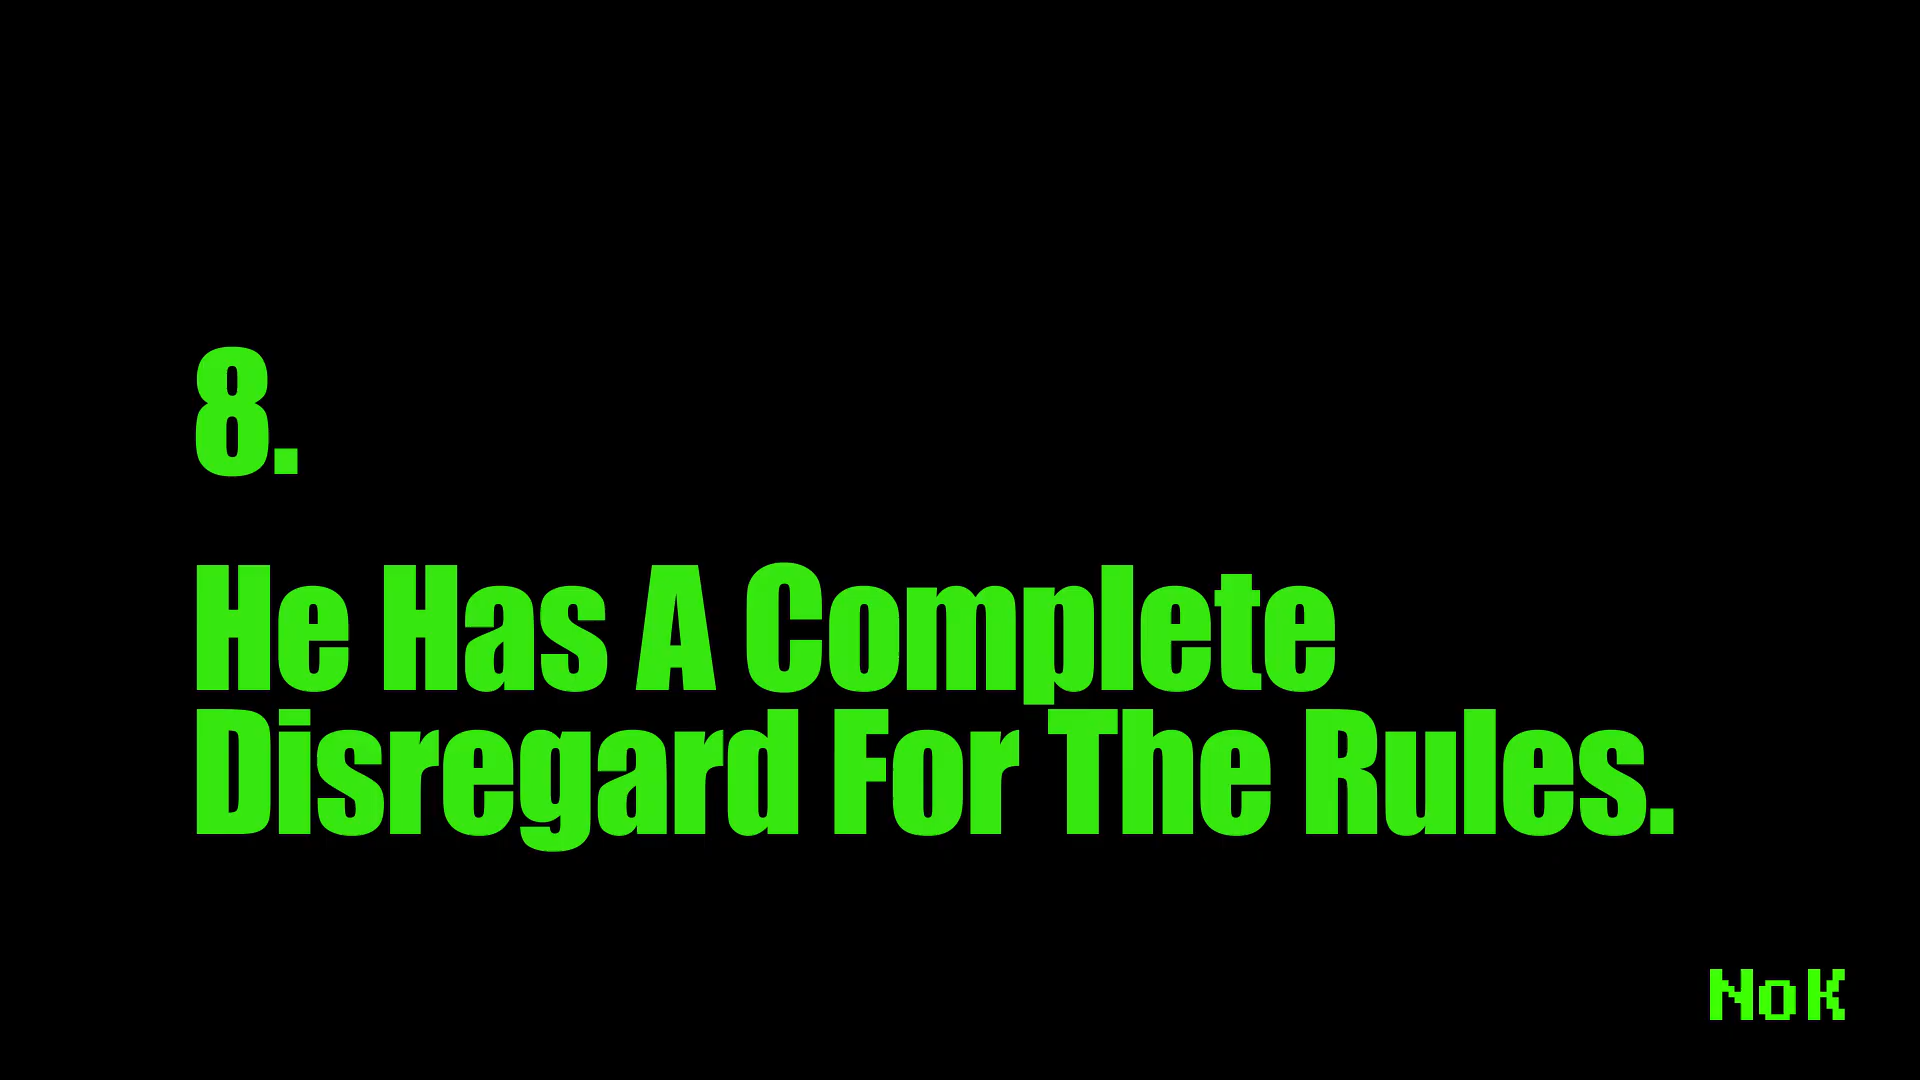 8.
He Has A Complete
Disregard For The Rules.
NoK